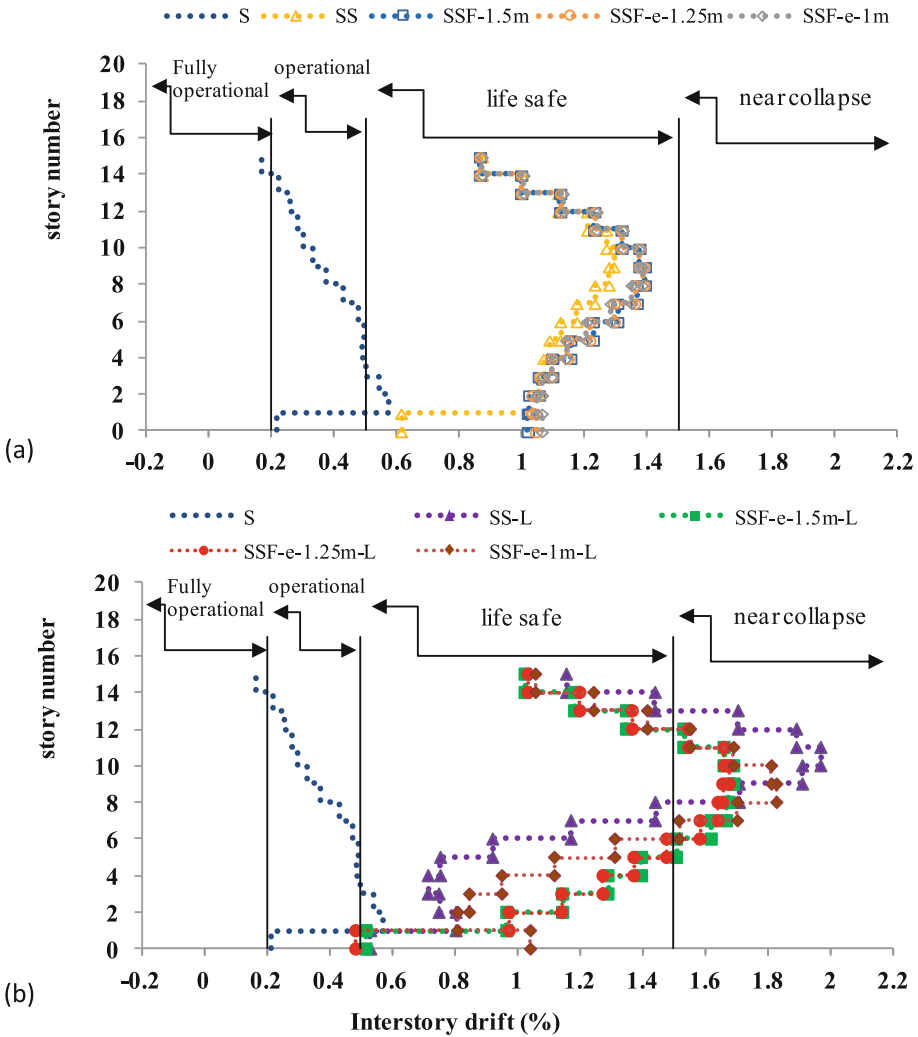 S SS SSF-1.5m SSF-e-1.25m SSF-e-1m
(a)
story number
20
18
16
14
12
10
8
6
4
2
0
Fully operational
operational
life safe
near collapse
-0.2 0 0.2 0.4 0.6 0.8 1 1.2 1.4 1.6 1.8 2 2.2
S SS-L SSF-e-1.5m-L
SSF-e-1.25m-L SSF-e-1m-L
(b)
story number
20
18
16
14
12
10
8
6
4
2
0
Fully operational
operational
life safe
near collapse
-0.2 0 0.2 0.4 0.6 0.8 1 1.2 1.4 1.6 1.8 2 2.2
Interstory drift (%)